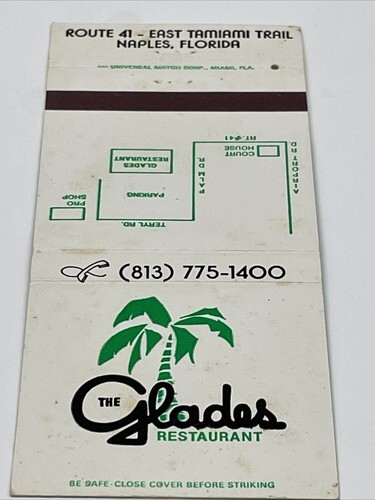 ROUTE 41 - EAST TAMIAMI TRAIL
NAPLES, FLORIDA
UNIVERSAL MATCH CORP., MIAMI, FLA.
RT. #41
COURT
HOUSE
AIRPORT RD
PALM DR.
GLADES
RESTAURANT
PARKING
TERYL RD.
PRO
SHOP
(813) 775-1400
THE
Glades
RESTAURANT
BE SAFE-CLOSE COVER BEFORE STRIKING